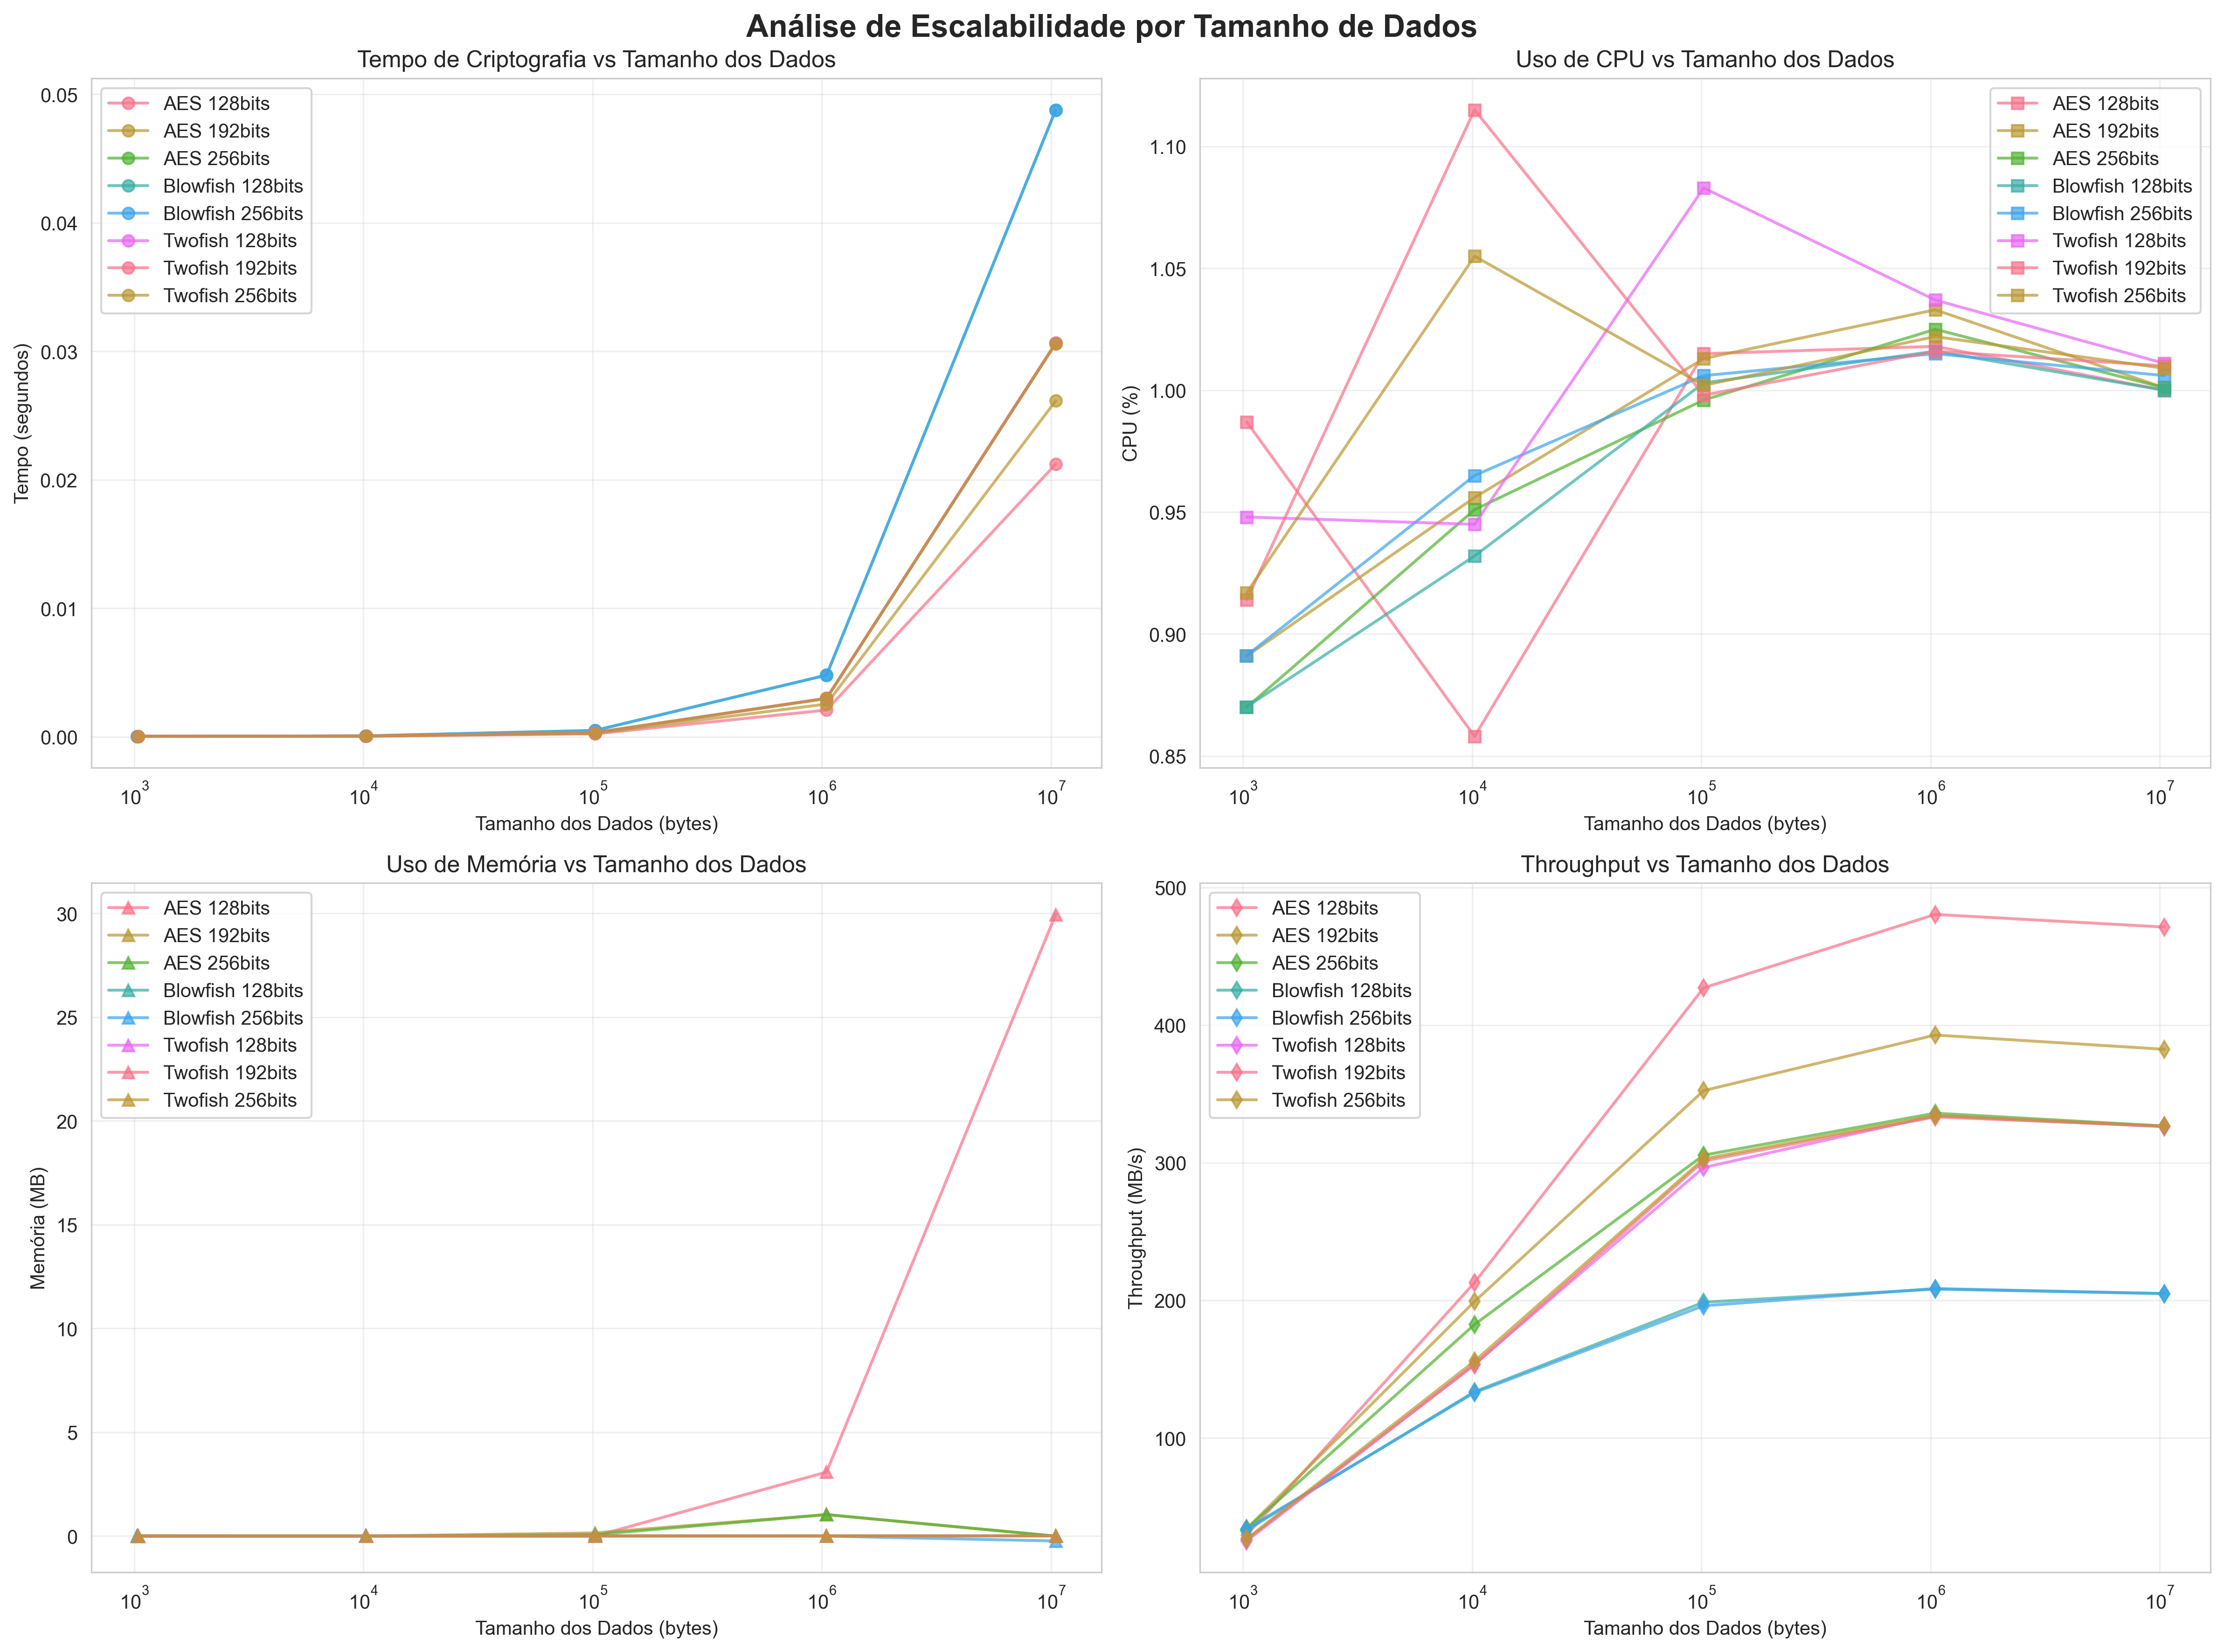 Análise de Escalabilidade por Tamanho de Dados
Tempo de Criptografia vs Tamanho dos Dados
0.05
0.04
0.03
0.02
0.01
0.00
Tempo (segundos)
AES 128bits
AES 192bits
AES 256bits
Blowfish 128bits
Blowfish 256bits
Twofish 128bits
Twofish 192bits
Twofish 256bits
10³ 10⁴ 10⁵ 10⁶ 10⁷
Tamanho dos Dados (bytes)
Uso de CPU vs Tamanho dos Dados
1.10
1.05
1.00
0.95
0.90
0.85
CPU (%)
AES 128bits
AES 192bits
AES 256bits
Blowfish 128bits
Blowfish 256bits
Twofish 128bits
Twofish 192bits
Twofish 256bits
10³ 10⁴ 10⁵ 10⁶ 10⁷
Tamanho dos Dados (bytes)
Uso de Memória vs Tamanho dos Dados
30
25
20
15
10
5
0
Memória (MB)
AES 128bits
AES 192bits
AES 256bits
Blowfish 128bits
Blowfish 256bits
Twofish 128bits
Twofish 192bits
Twofish 256bits
10³ 10⁴ 10⁵ 10⁶ 10⁷
Tamanho dos Dados (bytes)
Throughput vs Tamanho dos Dados
500
400
300
200
100
Throughput (MB/s)
AES 128bits
AES 192bits
AES 256bits
Blowfish 128bits
Blowfish 256bits
Twofish 128bits
Twofish 192bits
Twofish 256bits
10³ 10⁴ 10⁵ 10⁶ 10⁷
Tamanho dos Dados (bytes)